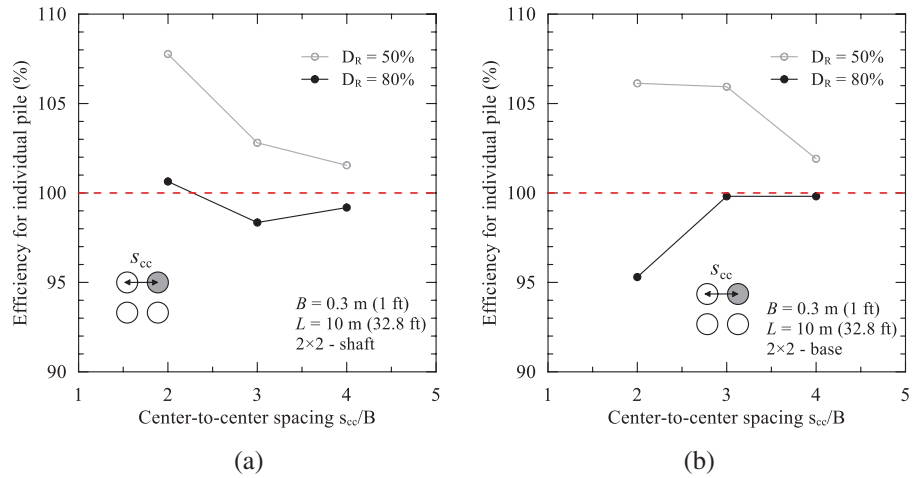 110
105
100
95
90
Efficiency for individual pile (%)
D_R = 50%
D_R = 80%
s_cc
B = 0.3 m (1 ft)
L = 10 m (32.8 ft)
2×2 - shaft
1 2 3 4 5
Center-to-center spacing s_cc/B
(a)
110
105
100
95
90
Efficiency for individual pile (%)
D_R = 50%
D_R = 80%
s_cc
B = 0.3 m (1 ft)
L = 10 m (32.8 ft)
2×2 - base
1 2 3 4 5
Center-to-center spacing s_cc/B
(b)